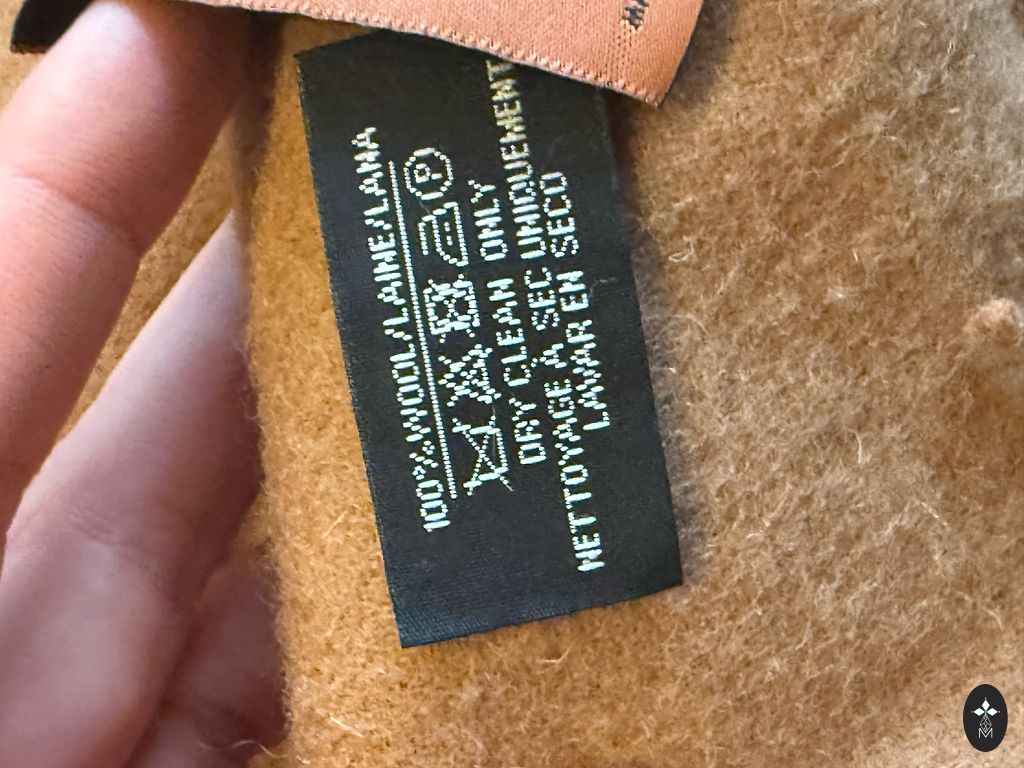 100%WOOL/LAINE/LANA
P
DRY CLEAN ONLY
NETTOYAGE À SEC UNIQUEMENT
LAVAR EN SECO
M